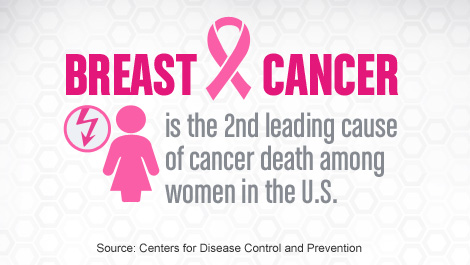 BREAST CANCER
is the 2nd leading cause
of cancer death among
women in the U.S.
Source: Centers for Disease Control and Prevention